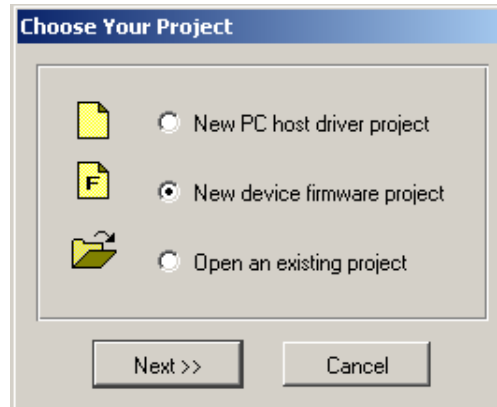 Choose Your Project
New PC host driver project
F
New device firmware project
Open an existing project
Next >>
Cancel